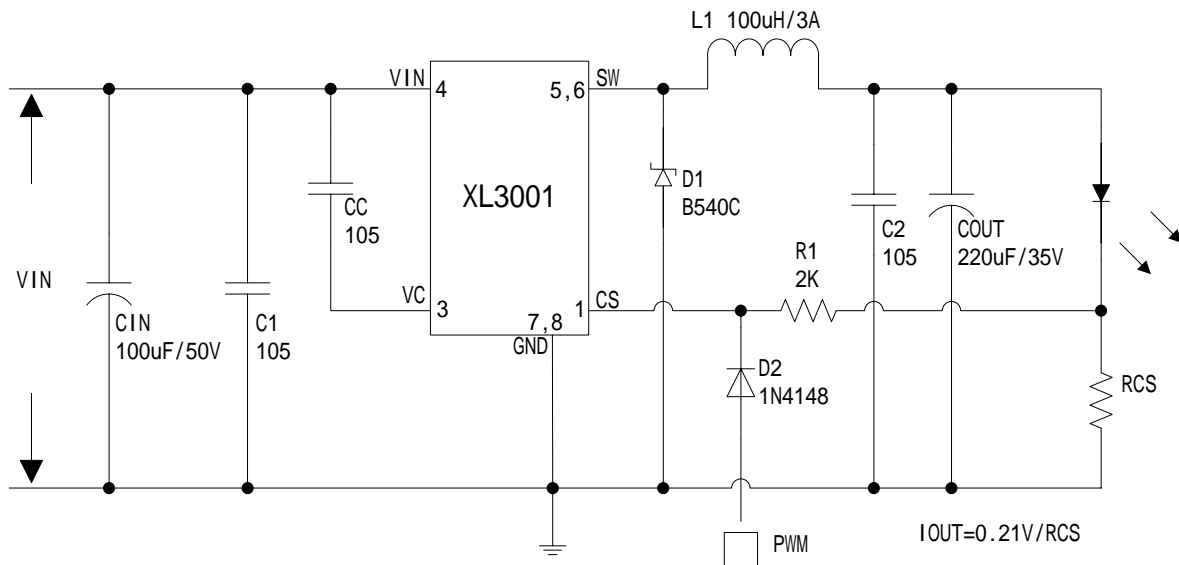 L1 100uH/3A
VIN
4
5,6
SW
XL3001
CC
105
D1
B540C
C2
105
COUT
220uF/35V
R1
2K
VIN
VC
3
1
CS
7,8
GND
CIN
100uF/50V
C1
105
D2
1N4148
RCS
PWM
IOUT=0.21V/RCS